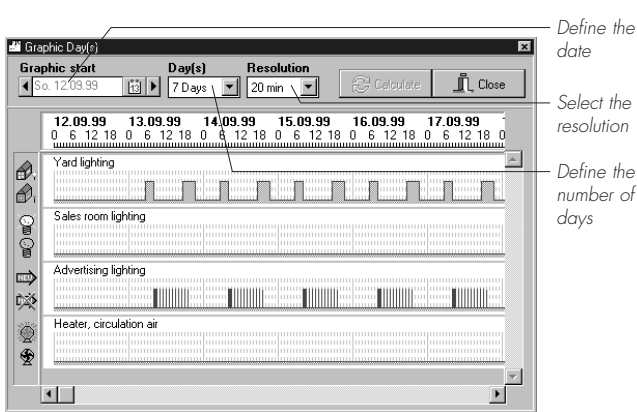 Define the
date
Graphic Day(s)
Graphic start Day(s) Resolution
So. 12.09.99 13 7 Days 20 min Calculate Close
Select the
resolution
12.09.99 13.09.99 14.09.99 15.09.99 16.09.99 17.09.99
0 6 12 18 0 6 12 18 0 6 12 18 0 6 12 18 0 6 12 18 0 6 12 18 0
Yard lighting
Define the
number of
days
Sales room lighting
Advertising lighting
NEU
Heater, circulation air